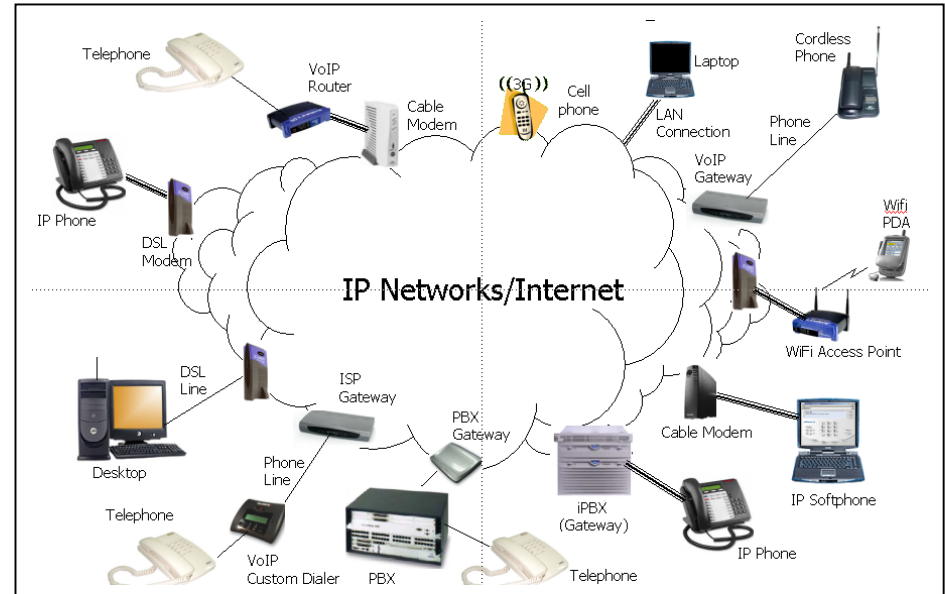 Telephone
VoIP
Router
Cable
Modem
((3G))
Cell
phone
Laptop
LAN
Connection
Cordless
Phone
Phone
Line
VoIP
Gateway
Wifi
PDA
IP Phone
DSL
Modem
IP Networks/Internet
WiFi Access Point
DSL
Line
ISP
Gateway
PBX
Gateway
Cable Modem
Desktop
Phone
Line
iPBX
(Gateway)
IP Softphone
Telephone
VoIP
Custom Dialer
PBX
Telephone
IP Phone